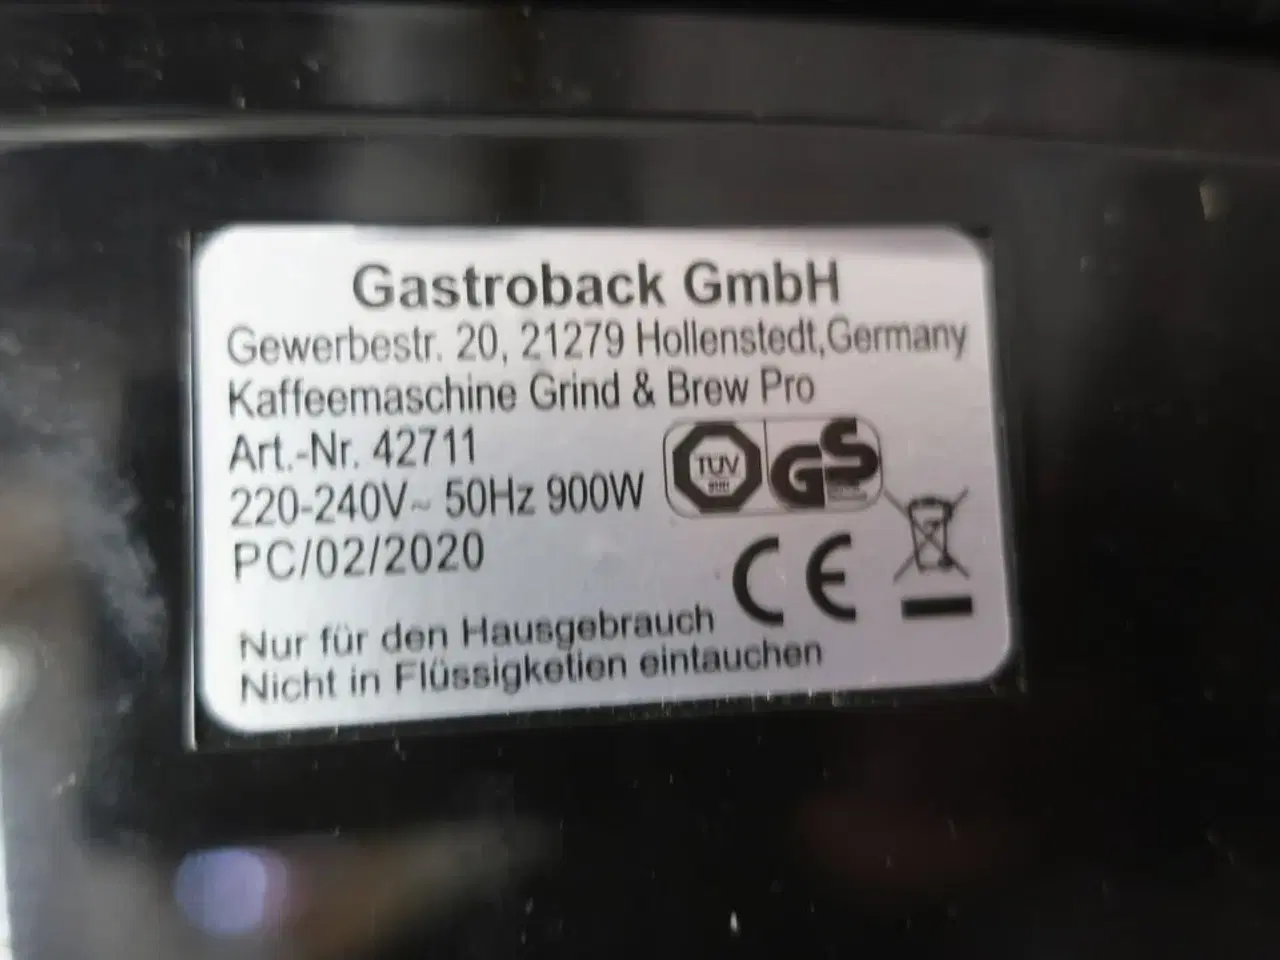 Gastroback GmbH
Gewerbestr. 20, 21279 Hollenstedt,Germany
Kaffeemaschine Grind & Brew Pro
Art.-Nr. 42711
220-240V~ 50Hz 900W
TÜV
GS
PC/02/2020
CE
Nur für den Hausgebrauch
Nicht in Flüssigketien eintauchen